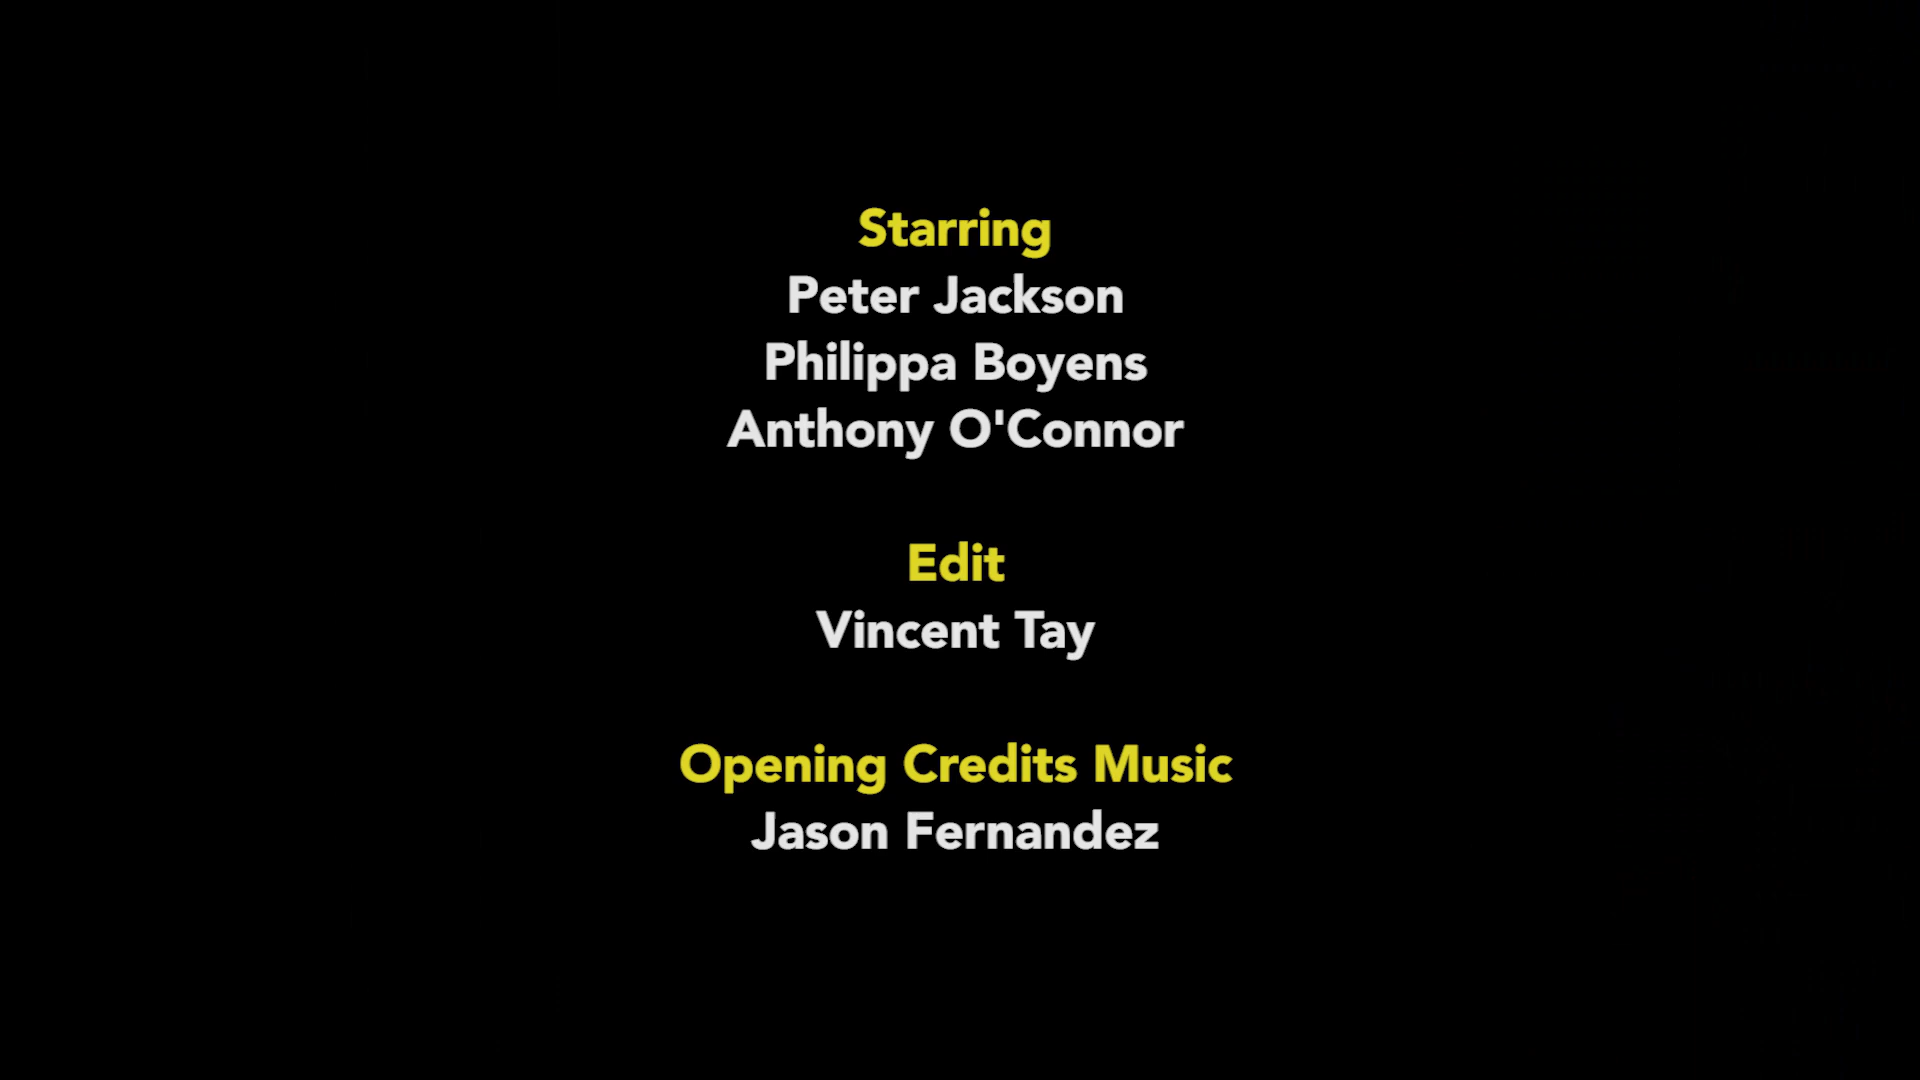 Starring
Peter Jackson
Philippa Boyens
Anthony O'Connor
Edit
Vincent Tay
Opening Credits Music
Jason Fernandez